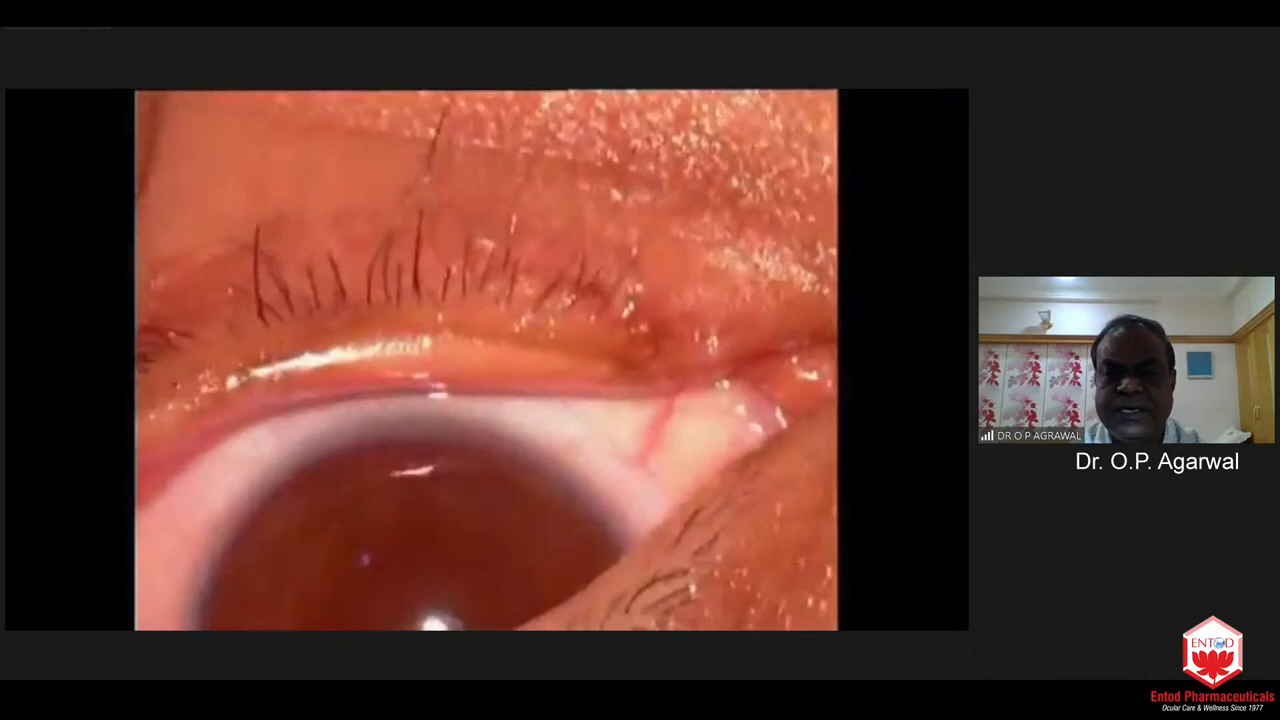 DR O P AGRAWAL
Dr. O.P. Agarwal
ENTOD
Entod Pharmaceuticals
Ocular Care & Wellness Since 1977